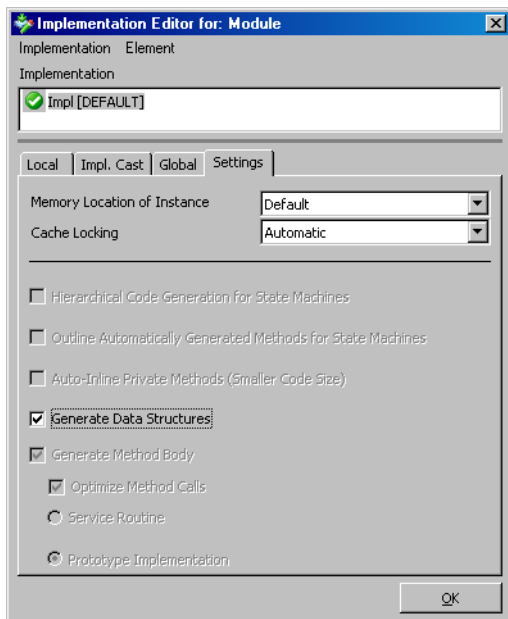 Implementation Editor for: Module
Implementation Element
Implementation
Impl [DEFAULT]
Local Impl. Cast Global Settings
Memory Location of Instance Default
Cache Locking Automatic
Hierarchical Code Generation for State Machines
Outline Automatically Generated Methods for State Machines
Auto-Inline Private Methods (Smaller Code Size)
Generate Data Structures
Generate Method Body
Optimize Method Calls
Service Routine
Prototype Implementation
OK